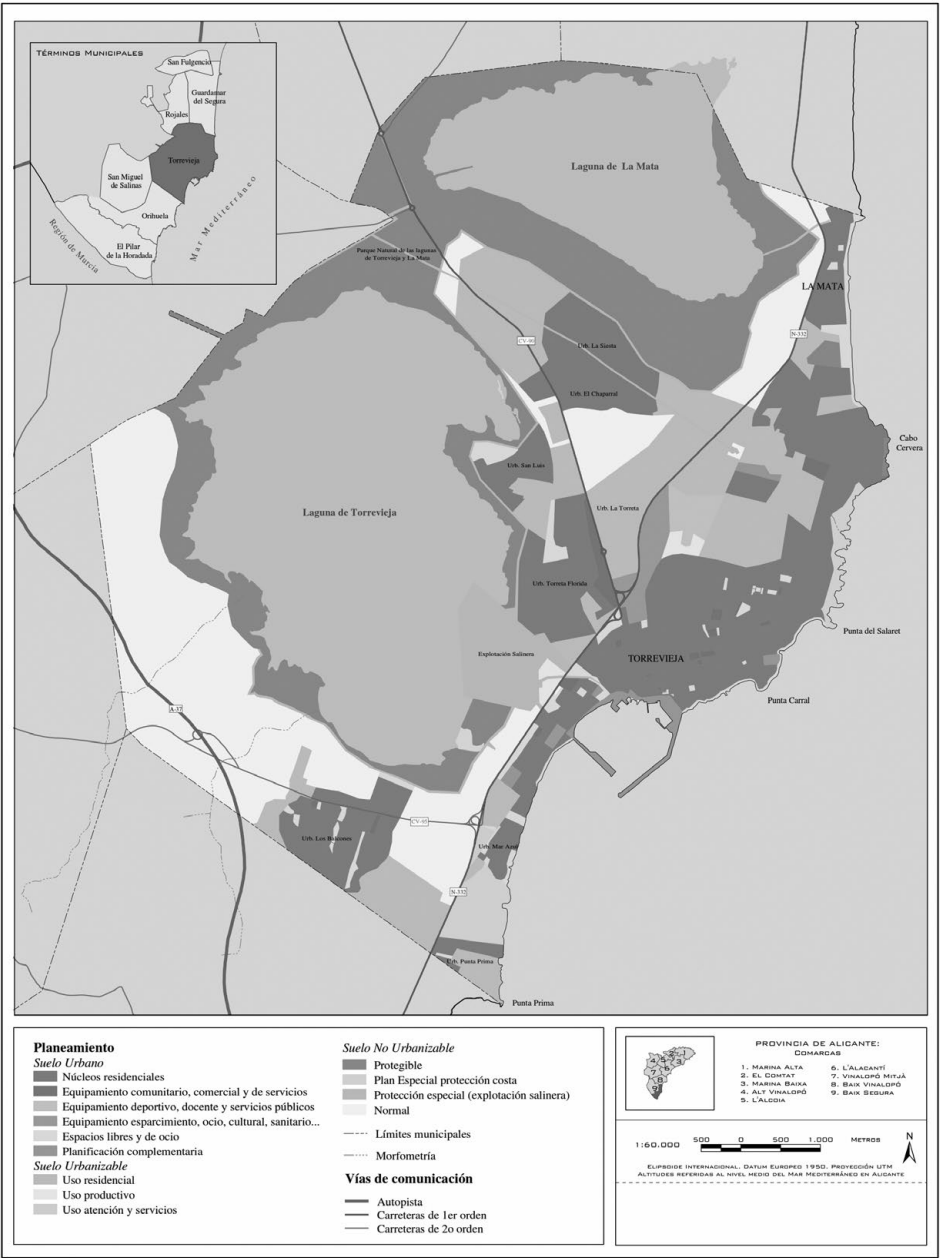 TÉRMINOS MUNICIPALES
San Fulgencio
Guardamar
del Segura
Rojales
Torrevieja
San Miguel
de Salinas
Orihuela
El Pilar
de la Horadada
Región de Murcia
Mar Mediterráneo
Laguna de La Mata
Parque Natural de las lagunas
de Torrevieja y La Mata
LA MATA
N-332
CV-90
Urb. La Siesta
Urb. El Chaparral
Cabo
Cervera
Urb. San Luis
Laguna de Torrevieja
Urb. La Torreta
Urb. Torreta Florida
Punta del Salaret
Explotación Salinera
TORREVIEJA
Punta Carral
A-37
CV-95
Urb. Los Balcones
Urb. Mar Azul
N-332
Urb. Punta Prima
Punta Prima
Planeamiento
Suelo Urbano
Núcleos residenciales
Equipamiento comunitario, comercial y de servicios
Equipamiento deportivo, docente y servicios públicos
Equipamiento esparcimiento, ocio, cultural, sanitario...
Espacios libres y de ocio
Planificación complementaria
Suelo Urbanizable
Uso residencial
Uso productivo
Uso atención y servicios
Suelo No Urbanizable
Protegible
Plan Especial protección costa
Protección especial (explotación salinera)
Normal
Límites municipales
Morfometría
Vías de comunicación
Autopista
Carreteras de 1er orden
Carreteras de 2o orden
PROVINCIA DE ALICANTE:
COMARCAS
1. MARINA ALTA
2. EL COMTAT
3. MARINA BAIXA
4. ALT VINALOPÓ
5. L'ALCOIA
6. L'ALACANTÍ
7. VINALOPÓ MITJÀ
8. BAIX VINALOPÓ
9. BAIX SEGURA
1:60.000
500 0 500 1.000 METROS
N
ELIPSOIDE INTERNACIONAL. DATUM EUROPEO 1950. PROYECCIÓN UTM
ALTITUDES REFERIDAS AL NIVEL MEDIO DEL MAR MEDITERRÁNEO EN ALICANTE